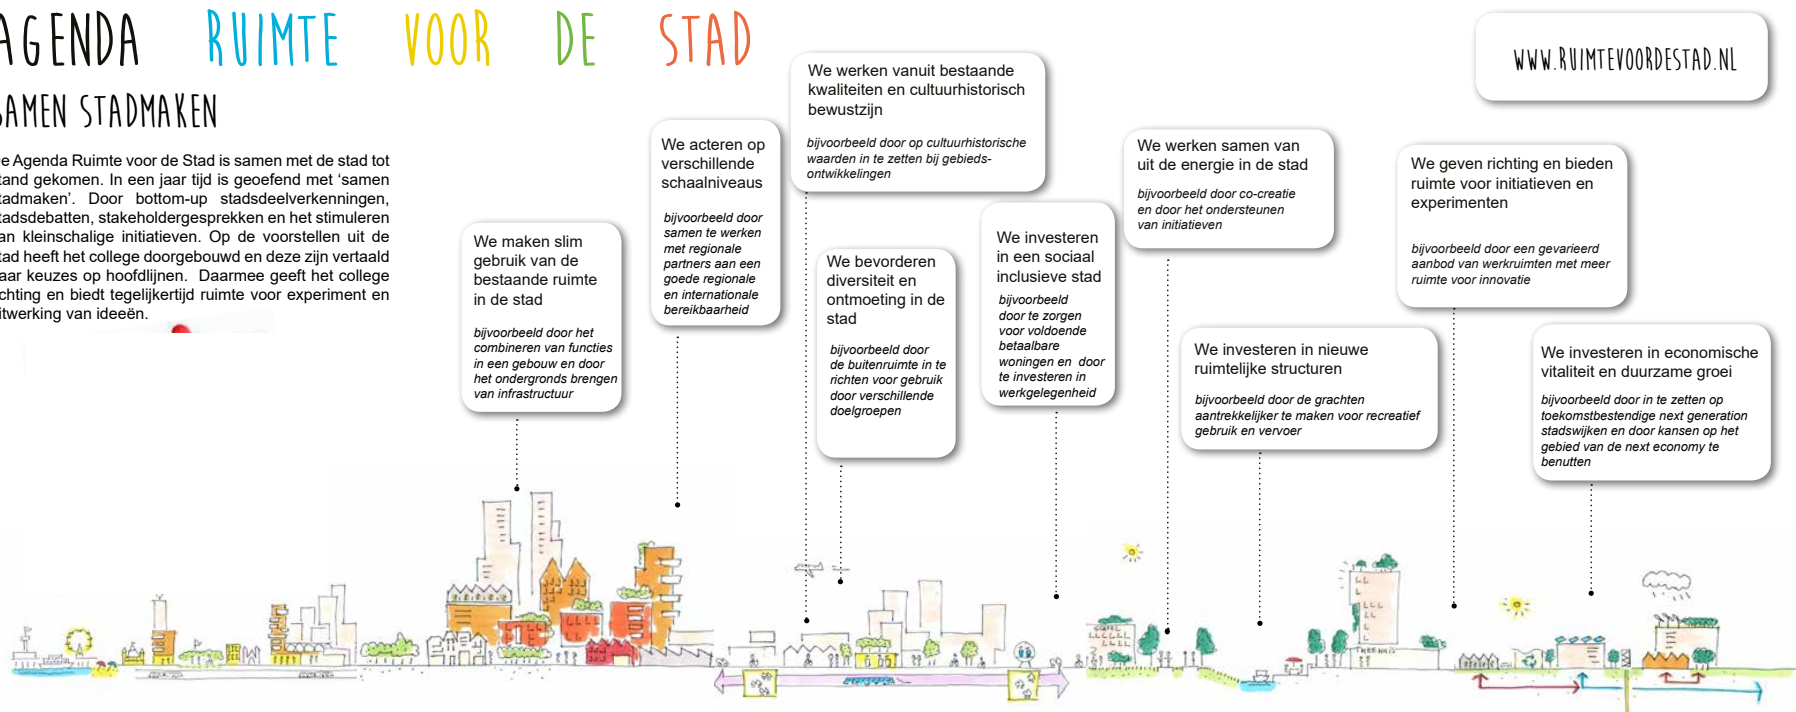 AGENDA RUIMTE VOOR DE STAD
SAMEN STADMAKEN
De Agenda Ruimte voor de Stad is samen met de stad tot
stand gekomen. In een jaar tijd is geoefend met ‘samen
stadmaken’. Door bottom-up stadsdeelverkenningen,
stadsdebatten, stakeholdergesprekken en het stimuleren
van kleinschalige initiatieven. Op de voorstellen uit de
stad heeft het college doorgebouwd en deze zijn vertaald
naar keuzes op hoofdlijnen. Daarmee geeft het college
richting en biedt tegelijkertijd ruimte voor experiment en
uitwerking van ideeën.
We maken slim
gebruik van de
bestaande ruimte
in de stad
bijvoorbeeld door het
combineren van functies
in een gebouw en door
het ondergronds brengen
van infrastructuur
We acteren op
verschillende
schaalniveaus
bijvoorbeeld door
samen te werken
met regionale
partners aan een
goede regionale
en internationale
bereikbaarheid
We werken vanuit bestaande
kwaliteiten en cultuurhistorisch
bewustzijn
bijvoorbeeld door op cultuurhistorische
waarden in te zetten bij gebieds-
ontwikkelingen
We bevorderen
diversiteit en
ontmoeting in de
stad
bijvoorbeeld door
de buitenruimte in te
richten voor gebruik
door verschillende
doelgroepen
We investeren
in een sociaal
inclusieve stad
bijvoorbeeld
door te zorgen
voor voldoende
betaalbare
woningen en door
te investeren in
werkgelegenheid
We werken samen van
uit de energie in de stad
bijvoorbeeld door co-creatie
en door het ondersteunen
van initiatieven
We investeren in nieuwe
ruimtelijke structuren
bijvoorbeeld door de grachten
aantrekkelijker te maken voor recreatief
gebruik en vervoer
We geven richting en bieden
ruimte voor initiatieven en
experimenten
bijvoorbeeld door een gevarieerd
aanbod van werkruimten met meer
ruimte voor innovatie
We investeren in economische
vitaliteit en duurzame groei
bijvoorbeeld door in te zetten op
toekomstbestendige next generation
stadswijken en door kansen op het
gebied van de next economy te
benutten
WWW.RUIMTEVOORDESTAD.NL
THEEHUIS